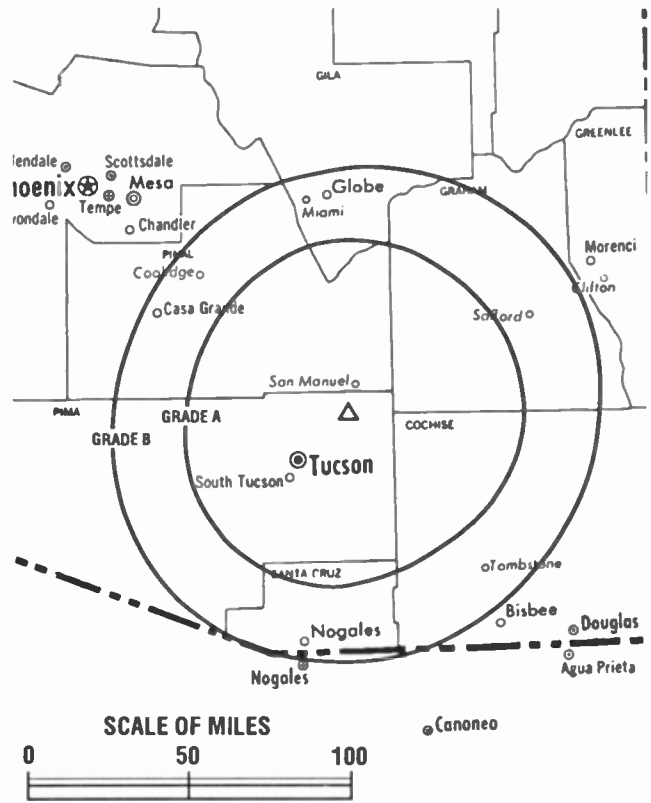 GILA
GREENLEE
lendale
Scottsdale
hoenix
Mesa
Tempe
vondale
Chandler
Globe
Miami
GRAHAM
PINAL
Coolidge
Morenci
Clifton
Casa Grande
Safford
San Manuel
PIMA
GRADE A
GRADE B
COCHISE
Tucson
South Tucson
SANTA CRUZ
Tombstone
Nogales
Bisbee
Douglas
Nogales
Agua Prieta
SCALE OF MILES
Canoneo
0 50 100